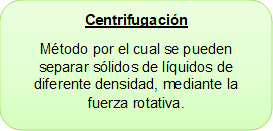 Centrifugación
Método por el cual se pueden
separar sólidos de líquidos de
diferente densidad, mediante la
fuerza rotativa.